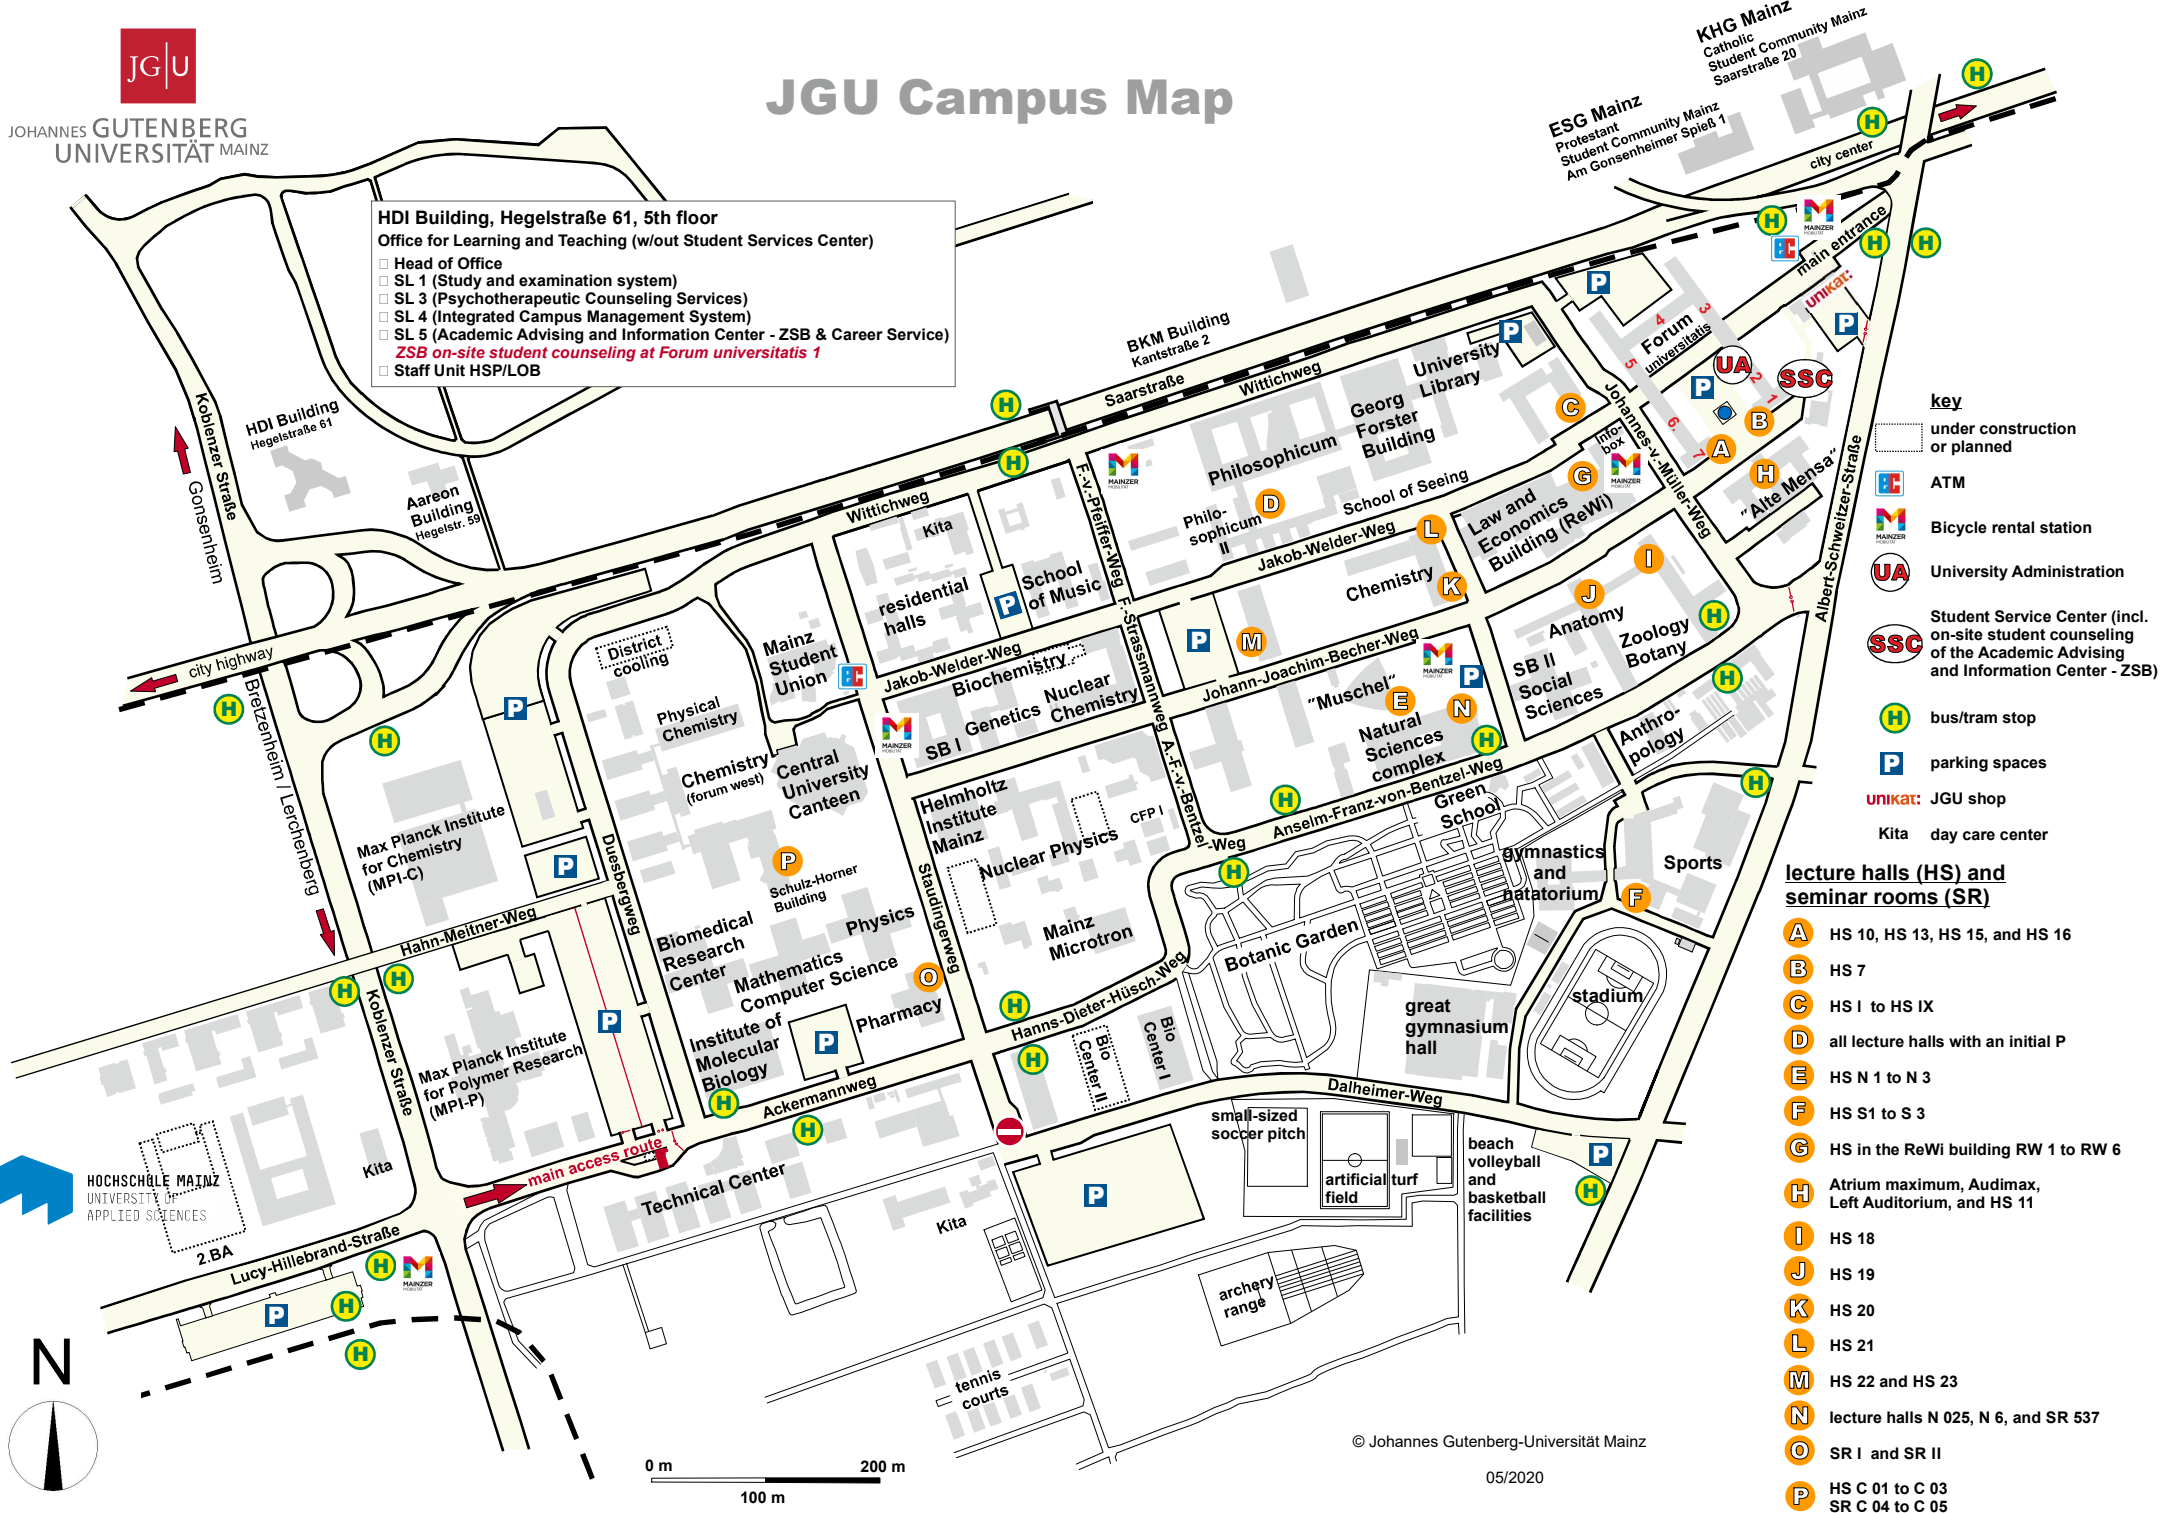 JG|U
JOHANNES GUTENBERG
UNIVERSITÄT MAINZ
JGU Campus Map
KHG Mainz
Catholic
Student Community Mainz
Saarstraße 20
ESG Mainz
Protestant
Student Community Mainz
Am Gonsenheimer Spieß 1
HDI Building, Hegelstraße 61, 5th floor
Office for Learning and Teaching (w/out Student Services Center)
Head of Office
SL 1 (Study and examination system)
SL 3 (Psychotherapeutic Counseling Services)
SL 4 (Integrated Campus Management System)
SL 5 (Academic Advising and Information Center - ZSB & Career Service)
ZSB on-site student counseling at Forum universitatis 1
Staff Unit HSP/LOB
city center
main entrance
unikat:
BKM Building
Kantstraße 2
Saarstraße
Wittichweg
University
Library
Georg
Forster
Building
Philosophicum
Philo-
sophicum
II
School of Seeing
Forum
universitatis
1
2
3
4
5
6.
7
UA
SSC
Info-
box
Johannes-v.-Müller-Weg
"Alte Mensa"
Albert-Schweitzer-Straße
Law and
Economics
Building (ReWi)
Jakob-Welder-Weg
Chemistry
Anatomy
Zoology
Botany
SB II
Social
Sciences
Anthro-
pology
Johann-Joachim-Becher-Weg
"Muschel"
Natural
Sciences
complex
Anselm-Franz-von-Bentzel-Weg
Green
School
gymnastics
and
natatorium
Sports
stadium
Botanic Garden
great
gymnasium
hall
Dalheimer-Weg
small-sized
soccer pitch
artificial turf
field
beach
volleyball
and
basketball
facilities
archery
range
tennis
courts
Koblenzer Straße
Gonsenheim
HDI Building
Hegelstraße 61
Aareon
Building
Hegelstr. 59
city highway
Bretzenheim / Lerchenberg
Wittichweg
Kita
residential
halls
School
of Music
F.-v.-Pfeiffer-Weg
F.-Strassmannweg
A.-F.-v.-Bentzel
-Weg
District
cooling
Mainz
Student
Union
Jakob-Welder-Weg
Biochemistry
Nuclear
Chemistry
Genetics
SB I
Physical
Chemistry
Chemistry
(forum west)
Central
University
Canteen
Helmholtz
Institute
Mainz
CFP I
Nuclear Physics
Mainz
Microtron
Staudingerweg
Schulz-Horner
Building
Physics
Biomedical
Research
Center
Mathematics
Computer Science
Pharmacy
Institute of
Molecular
Biology
Duesbergweg
Max Planck Institute
for Chemistry
(MPI-C)
Hahn-Meitner-Weg
Max Planck Institute
for Polymer Research
(MPI-P)
Koblenzer Straße
Hanns-Dieter-Hüsch-Weg
Bio
Center II
Bio
Center I
Ackermannweg
main access route
Technical Center
Kita
Kita
HOCHSCHULE MAINZ
UNIVERSITY OF
APPLIED SCIENCES
2.BA
Lucy-Hillebrand-Straße
MAINZER
N
0 m
200 m
100 m
© Johannes Gutenberg-Universität Mainz
05/2020
key
under construction
or planned
ATM
Bicycle rental station
UA University Administration
SSC Student Service Center (incl.
on-site student counseling
of the Academic Advising
and Information Center - ZSB)
H bus/tram stop
P parking spaces
unikat: JGU shop
Kita day care center
lecture halls (HS) and
seminar rooms (SR)
A HS 10, HS 13, HS 15, and HS 16
B HS 7
C HS I to HS IX
D all lecture halls with an initial P
E HS N 1 to N 3
F HS S1 to S 3
G HS in the ReWi building RW 1 to RW 6
H Atrium maximum, Audimax,
Left Auditorium, and HS 11
I HS 18
J HS 19
K HS 20
L HS 21
M HS 22 and HS 23
N lecture halls N 025, N 6, and SR 537
O SR I and SR II
P HS C 01 to C 03
SR C 04 to C 05